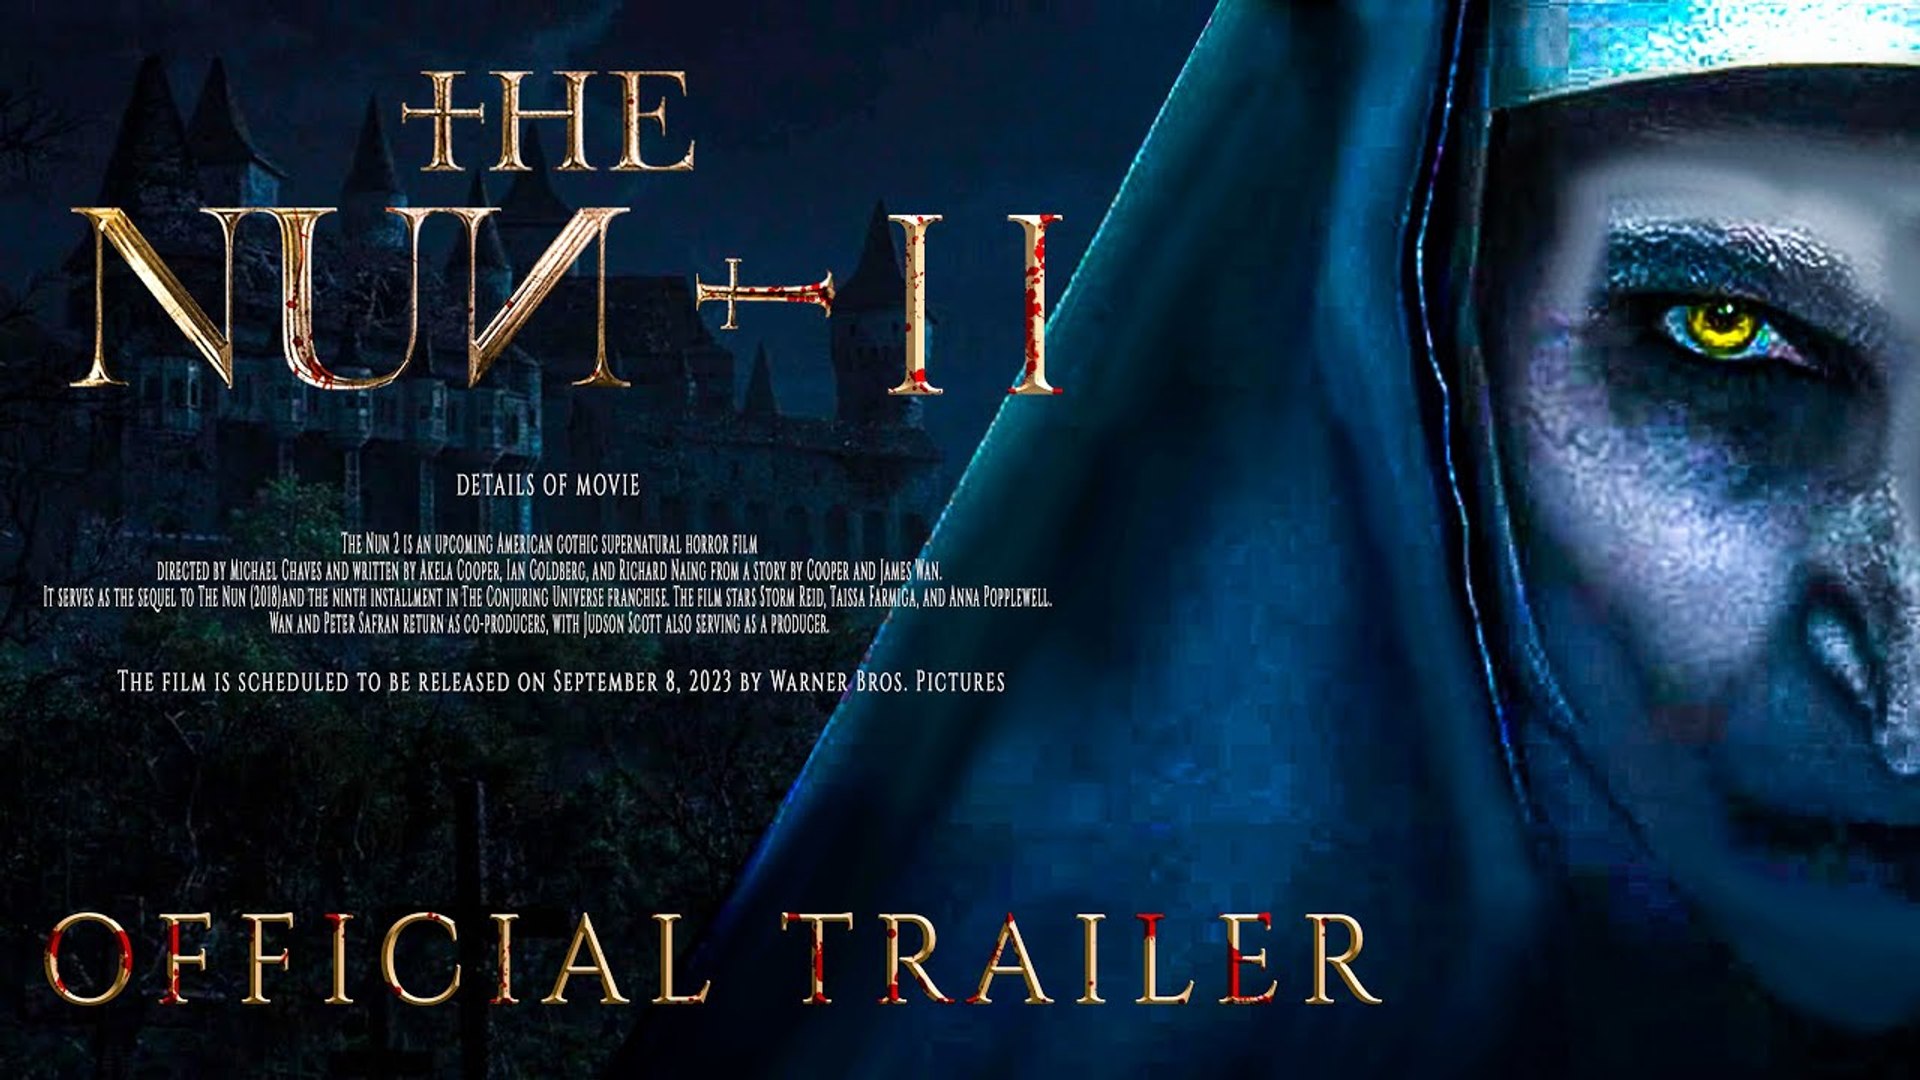 THE
NUN - II
DETAILS OF MOVIE
THE NUN 2 IS AN UPCOMING AMERICAN GOTHIC SUPERNATURAL HORROR FILM
DIRECTED BY MICHAEL CHAVES AND WRITTEN BY AKELA COOPER, IAN GOLDBERG, AND RICHARD NAING FROM A STORY BY COOPER AND JAMES WAN.
IT SERVES AS THE SEQUEL TO THE NUN (2018)AND THE NINTH INSTALLMENT IN THE CONJURING UNIVERSE FRANCHISE. THE FILM STARS STORM REID, TAISSA FARMIGA, AND ANNA POPPLEWELL.
WAN AND PETER SAFRAN RETURN AS CO-PRODUCERS, WITH JUDSON SCOTT ALSO SERVING AS A PRODUCER.
THE FILM IS SCHEDULED TO BE RELEASED ON SEPTEMBER 8, 2023 BY WARNER BROS. PICTURES
OFFICIAL TRAILER